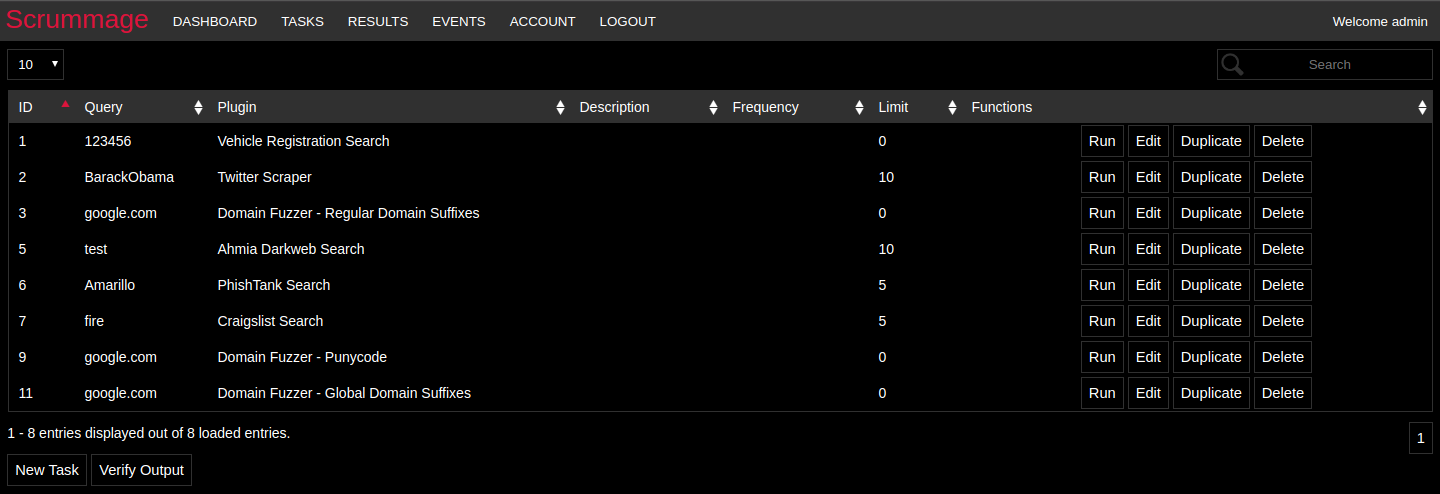 Scrummage DASHBOARD TASKS RESULTS EVENTS ACCOUNT LOGOUT Welcome admin
10 Search
ID Query Plugin Description Frequency Limit Functions
1 123456 Vehicle Registration Search 0 Run Edit Duplicate Delete
2 BarackObama Twitter Scraper 10 Run Edit Duplicate Delete
3 google.com Domain Fuzzer - Regular Domain Suffixes 0 Run Edit Duplicate Delete
5 test Ahmia Darkweb Search 10 Run Edit Duplicate Delete
6 Amarillo PhishTank Search 5 Run Edit Duplicate Delete
7 fire Craigslist Search 5 Run Edit Duplicate Delete
9 google.com Domain Fuzzer - Punycode 0 Run Edit Duplicate Delete
11 google.com Domain Fuzzer - Global Domain Suffixes 0 Run Edit Duplicate Delete
1 - 8 entries displayed out of 8 loaded entries. 1
New Task Verify Output